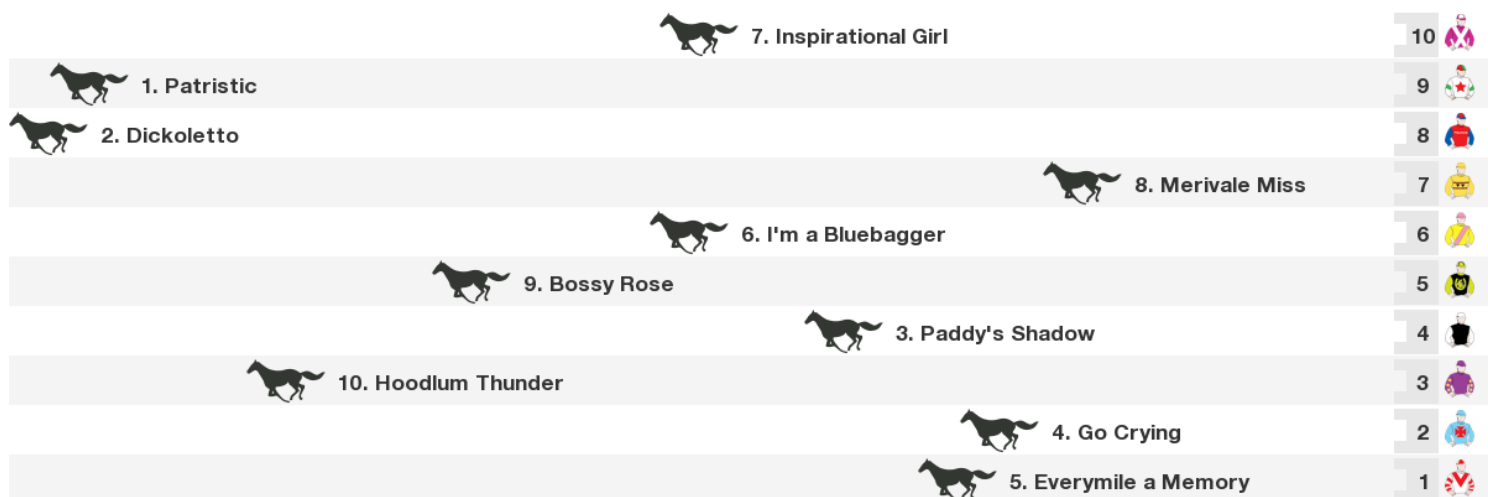 7. Inspirational Girl 10
1. Patristic 9
2. Dickoletto 8
8. Merivale Miss 7
6. I'm a Bluebagger 6
9. Bossy Rose 5
3. Paddy's Shadow 4
10. Hoodlum Thunder 3
4. Go Crying 2
5. Everymile a Memory 1